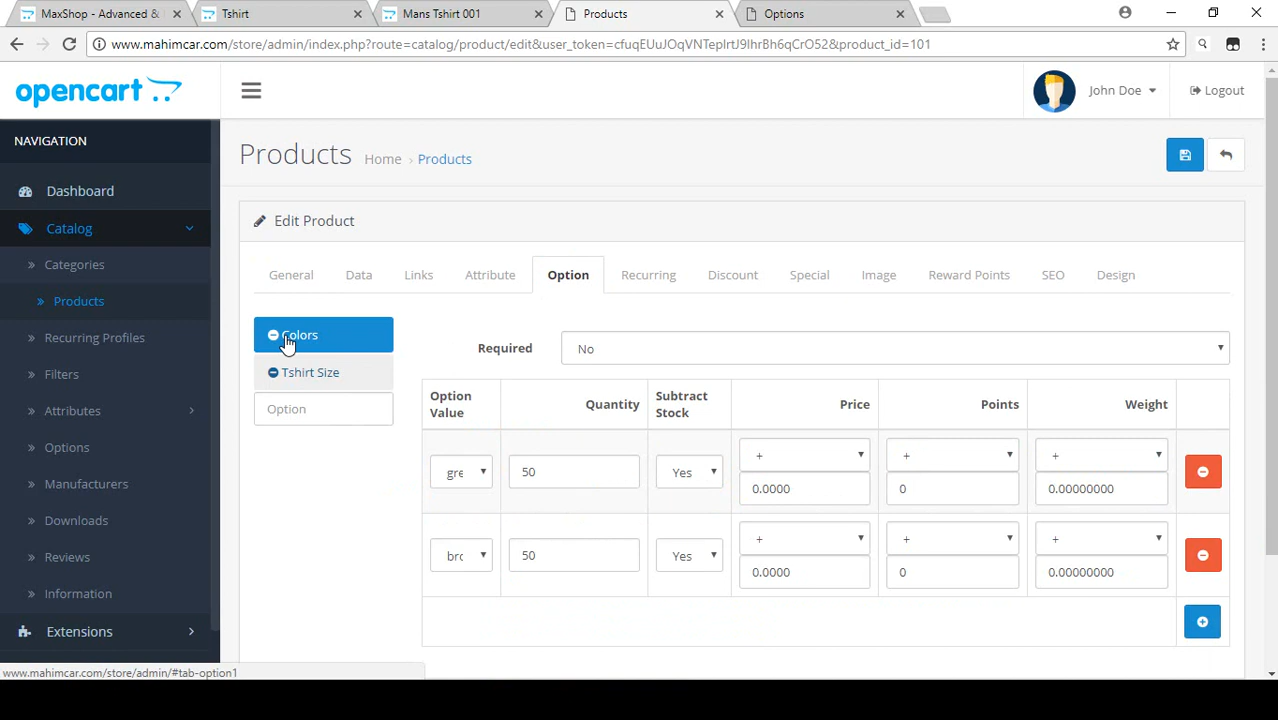 MaxShop - Advanced &
Tshirt
Mans Tshirt 001
Products
Options
www.mahimcar.com/store/admin/index.php?route=catalog/product/edit&user_token=cfuqEUuJOqVNTeplrtJ9IhrBh6qCrO52&product_id=101
opencart
John Doe
Logout
NAVIGATION
Products
Home › Products
Dashboard
Catalog
Edit Product
Categories
General
Data
Links
Attribute
Option
Recurring
Discount
Special
Image
Reward Points
SEO
Design
Products
Recurring Profiles
Colors
Required
No
Filters
Tshirt Size
Attributes
Option
Option Value
Quantity
Subtract Stock
Price
Points
Weight
Options
+
+
+
gre
50
Yes
0.0000
0
0.00000000
Manufacturers
Downloads
+
+
+
bro
50
Yes
0.0000
0
0.00000000
Reviews
Information
Extensions
www.mahimcar.com/store/admin/#tab-option1